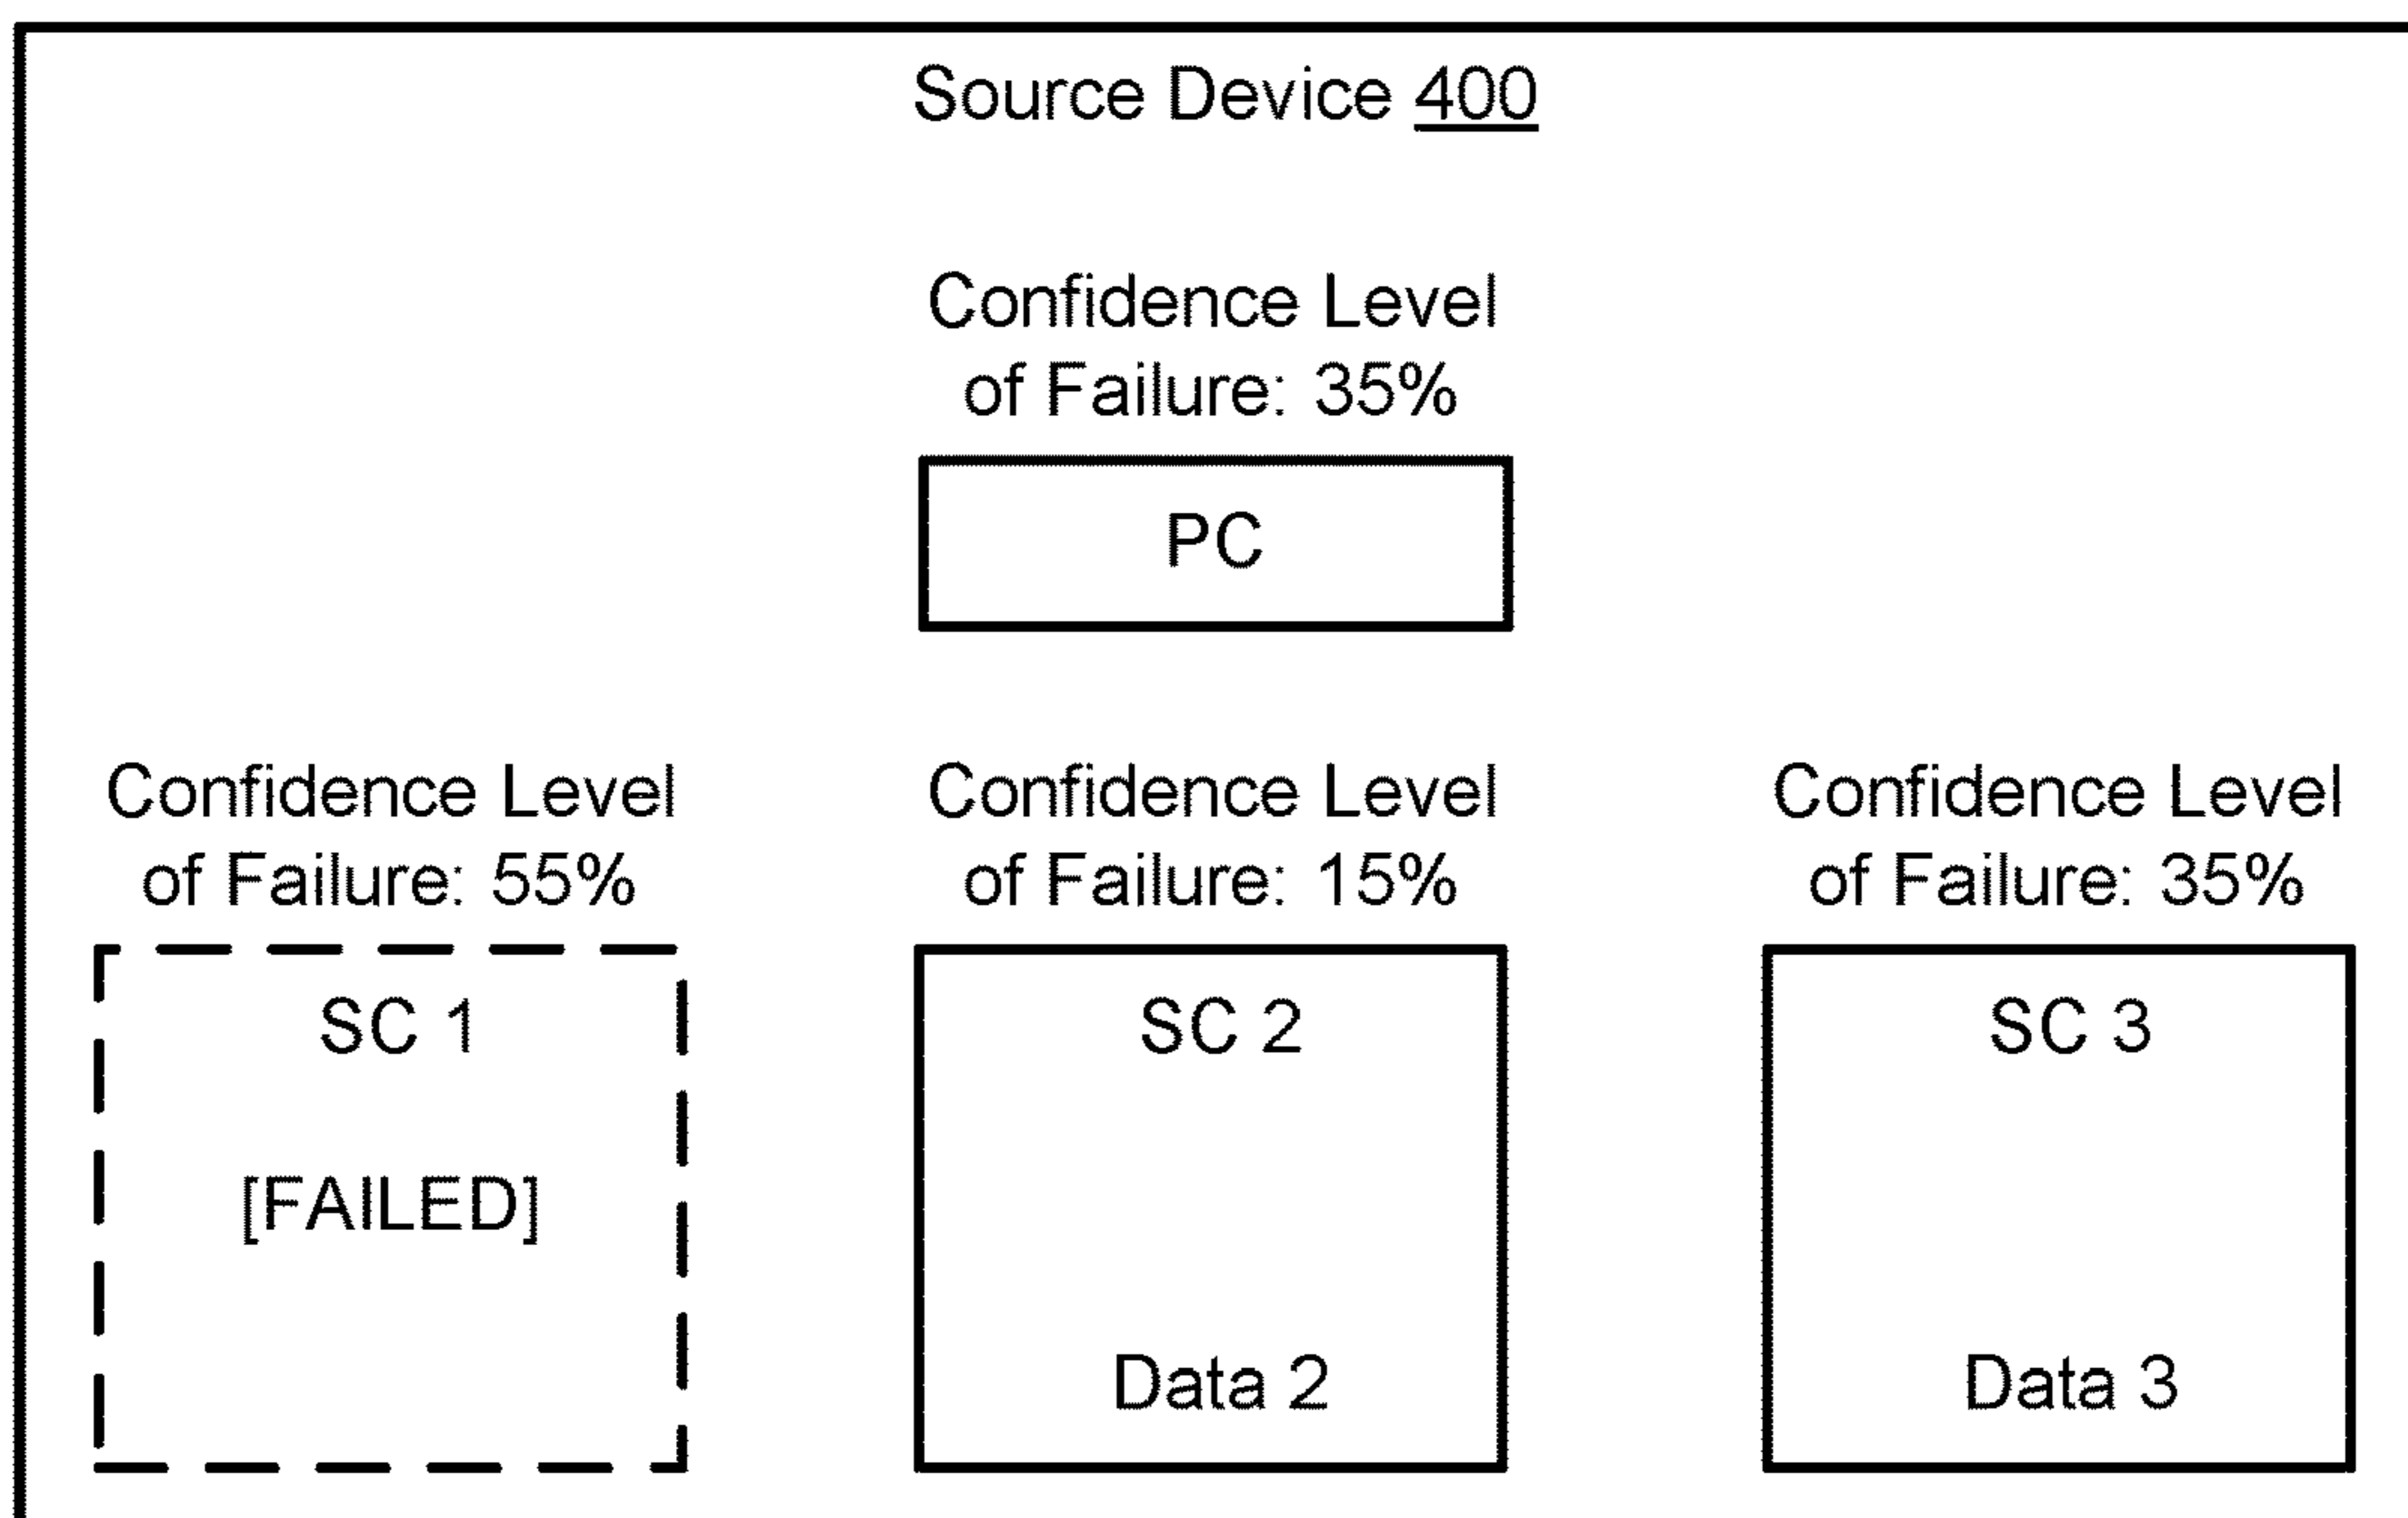 Source Device 400
Confidence Level
of Failure: 35%
PC
Confidence Level
of Failure: 55%
Confidence Level
of Failure: 15%
Confidence Level
of Failure: 35%
SC 1
[FAILED]
SC 2
Data 2
SC 3
Data 3